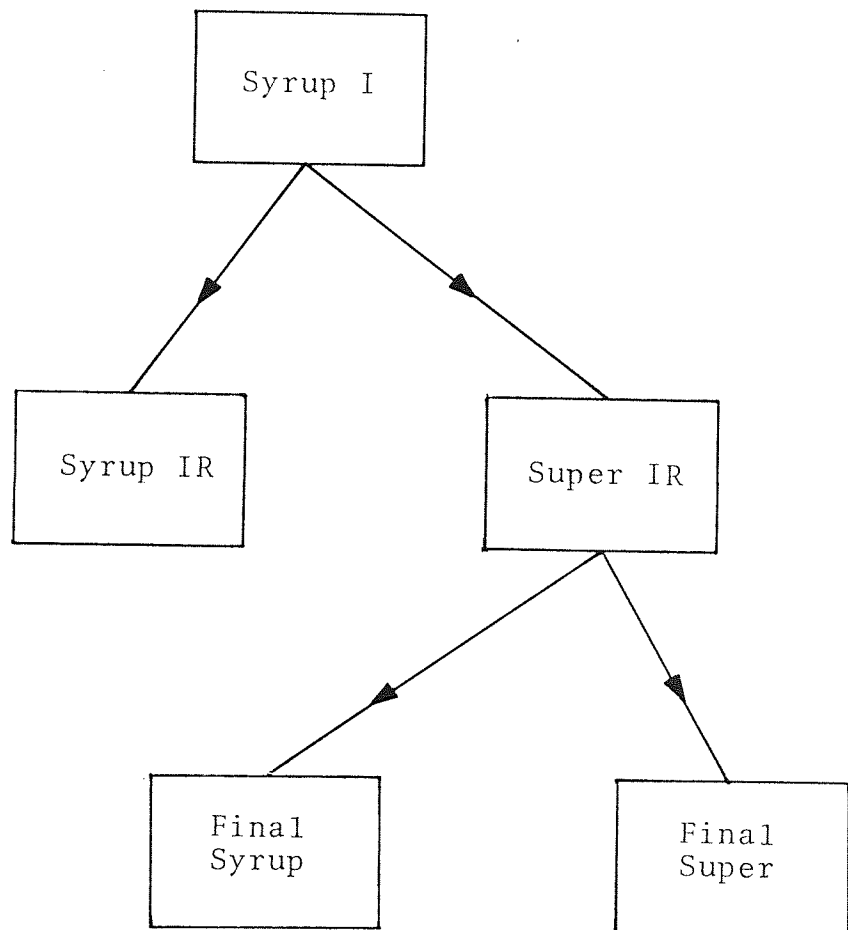 Syrup I
Syrup IR
Super IR
Final
Syrup
Final
Super